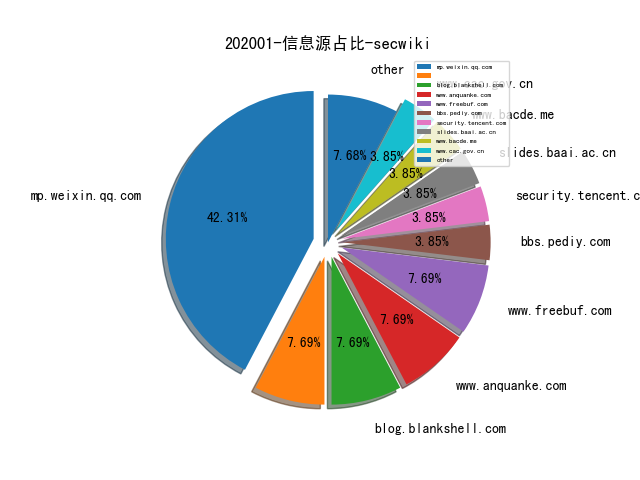 202001-信息源占比-secwiki
other
mp.weixin.qq.com
blog.blankshell.com
www.anquanke.com
www.freebuf.com
bbs.pediy.com
security.tencent.com
slides.baai.ac.cn
www.bacde.me
www.cac.gov.cn
other
.gov.cn
bacde.me
slides.baai.ac.cn
security.tencent.c
bbs.pediy.com
www.freebuf.com
www.anquanke.com
blog.blankshell.com
mp.weixin.qq.com
42.31%
7.69%
7.69%
7.69%
7.69%
3.85%
3.85%
3.85%
3.85%
3.85%
7.68%